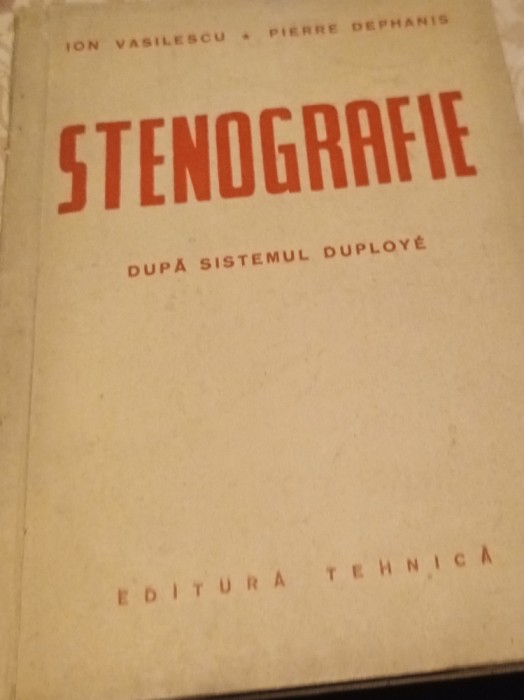 ION VASILESCU ★ PIERRE DEPHANIS
STENOGRAFIE
DUPĂ SISTEMUL DUPLOYÉ
EDITURA TEHNICĂ